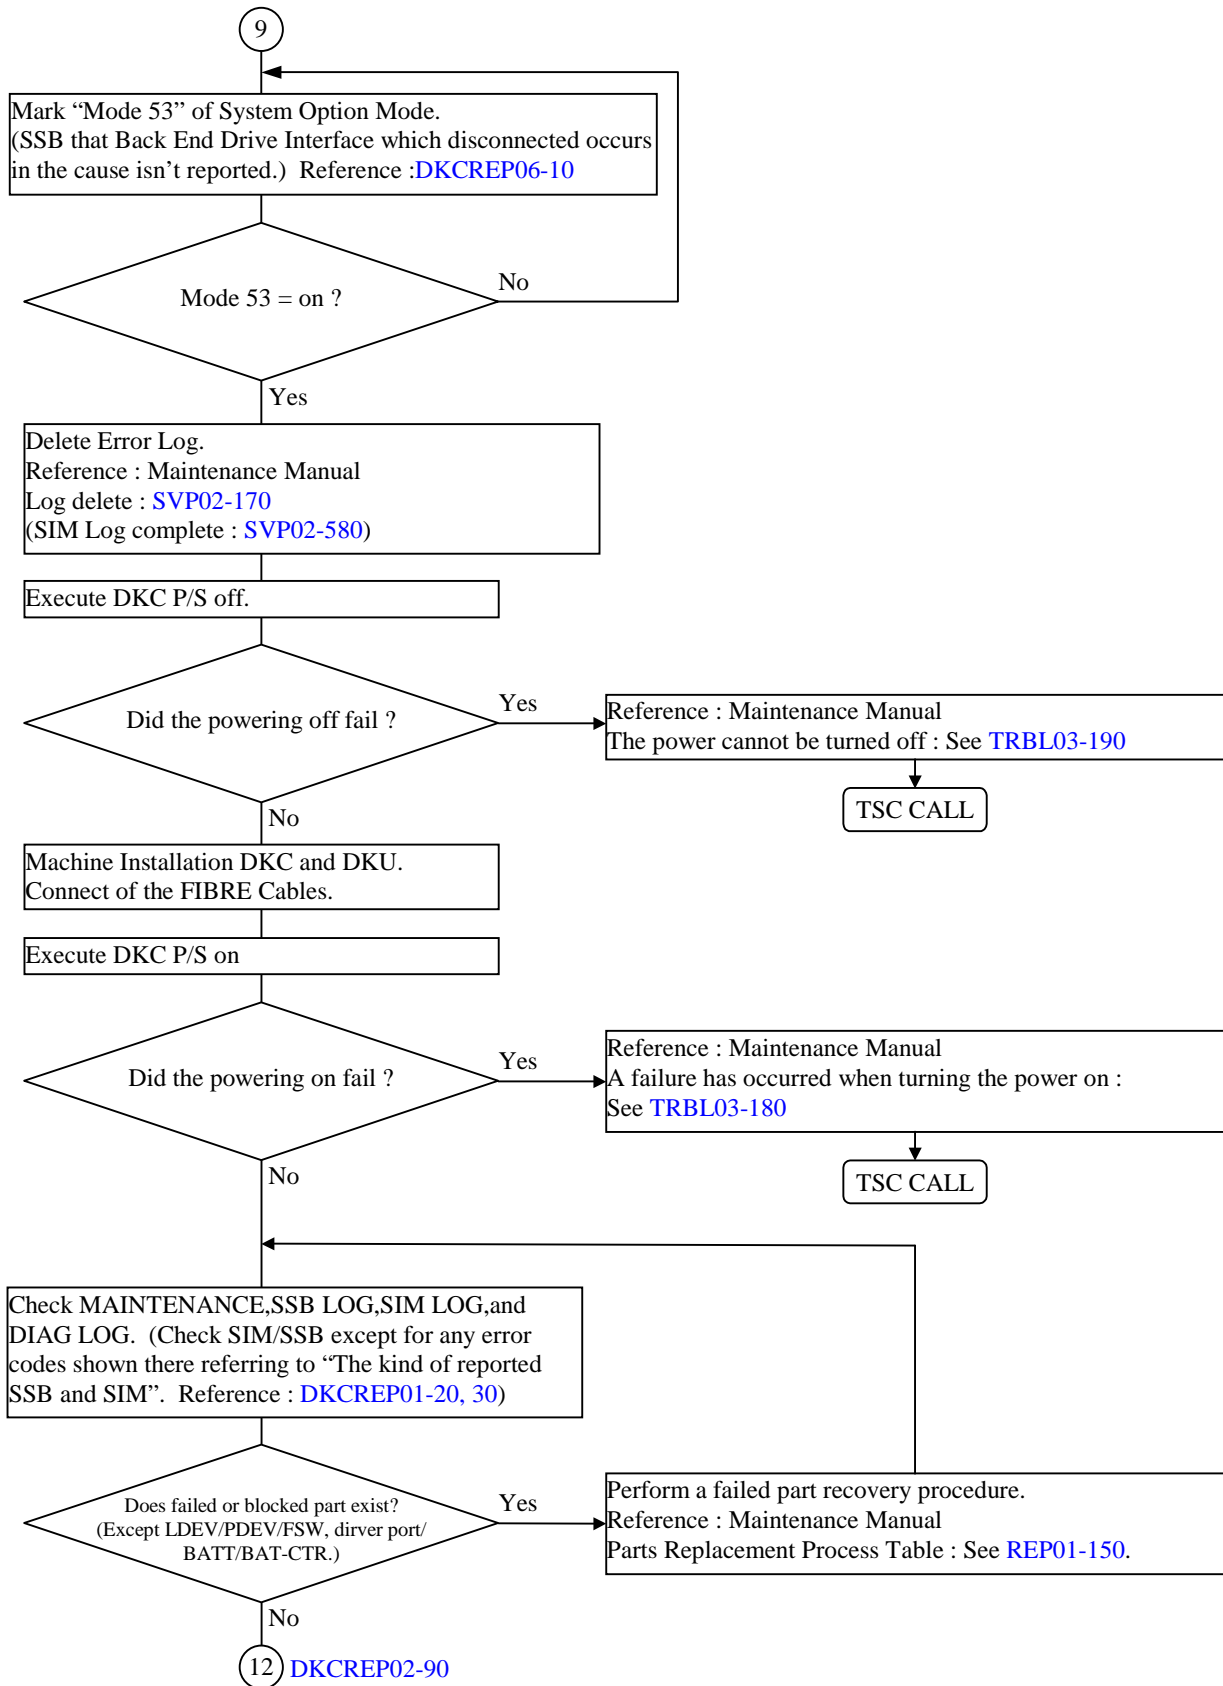 9
Mark “Mode 53” of System Option Mode.
(SSB that Back End Drive Interface which disconnected occurs
in the cause isn’t reported.) Reference :DKCREP06-10
No
Mode 53 = on ?
Yes
Delete Error Log.
Reference : Maintenance Manual
Log delete : SVP02-170
(SIM Log complete : SVP02-580)
Execute DKC P/S off.
Did the powering off fail ?
Yes
Reference : Maintenance Manual
The power cannot be turned off : See TRBL03-190
TSC CALL
No
Machine Installation DKC and DKU.
Connect of the FIBRE Cables.
Execute DKC P/S on
Did the powering on fail ?
Yes
Reference : Maintenance Manual
A failure has occurred when turning the power on :
See TRBL03-180
TSC CALL
No
Check MAINTENANCE,SSB LOG,SIM LOG,and
DIAG LOG. (Check SIM/SSB except for any error
codes shown there referring to “The kind of reported
SSB and SIM”. Reference : DKCREP01-20, 30)
Does failed or blocked part exist?
(Except LDEV/PDEV/FSW, dirver port/
BATT/BAT-CTR.)
Yes
Perform a failed part recovery procedure.
Reference : Maintenance Manual
Parts Replacement Process Table : See REP01-150.
No
12 DKCREP02-90